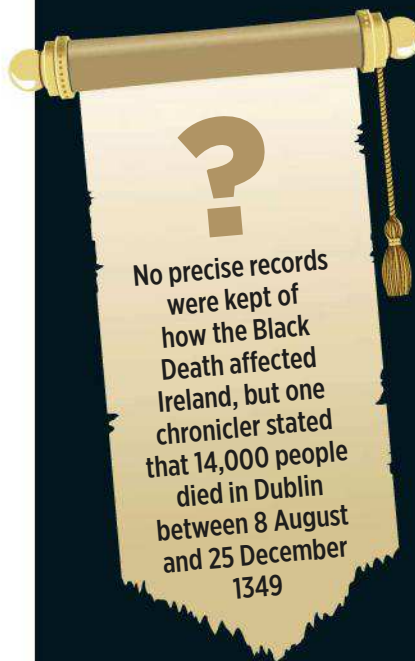 ?
No precise records
were kept of
how the Black
Death affected
Ireland, but one
chronicler stated
that 14,000 people
died in Dublin
between 8 August
and 25 December
1349